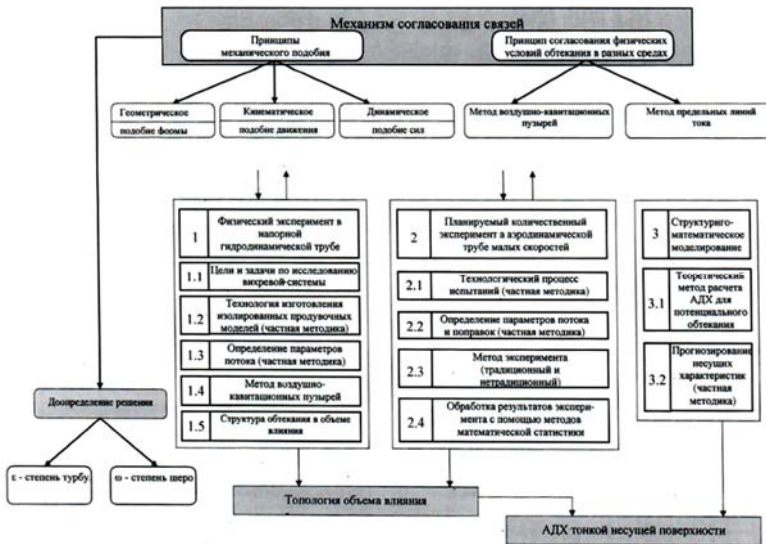 Механизм согласования связей
Принципы
механического подобия
Принцип согласования физических
условий обтекания в разных средах
Геометрическое
подобие формы
Кинематическое
подобие движения
Динамическое
подобие сил
Метод воздушно-кавитационных
пузырей
Метод предельных линий
тока
1
Физический эксперимент в
напорной
гидродинамической трубе
1.1
Цели и задачи по исследованию
вихревой-системы
1.2
Технология изготовления
изолированных продувочных
моделей (частная методика)
1.3
Определение параметров
потока (частная методика)
1.4
Метод воздушно-
кавитационных пузырей
1.5
Структура обтекания в объеме
влияния
2
Планируемый количественный
эксперимент а аэродинамической
трубе малых скоростей
2.1
Технологический процесс
испытаний (частная методика)
2.2
Определение параметров потока
и поправок (частная методика)
2.3
Метод эксперимента
(традиционный и
нетрадиционный)
2.4
Обработка результатов экспери-
мента с помощью методов
математической статистики
3
математическое
моделирование
3.1
Теоретический
метод расчета
АДХ для
потенциального
обтекания
3.2
Прогнозирование
несущих
характеристик
(частная
методика)
Доопределение решения
ε - степень турбу.
ω - степень шеро
Топология объема влияния
АДХ тонкой несущей поверхности